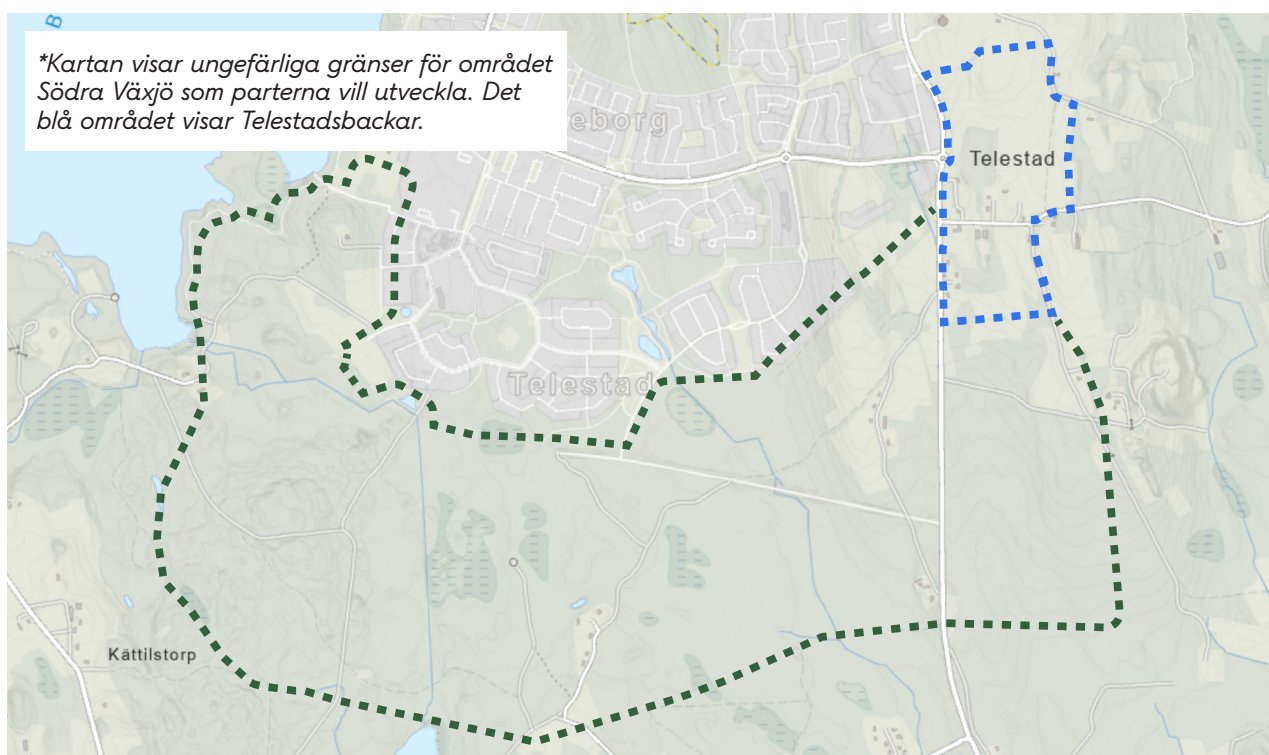 B
*Kartan visar ungefärliga gränser för området
Södra Växjö som parterna vill utveckla. Det
blå området visar Telestadsbackar.
eborg
Telestad
Telestad
Kättilstorp